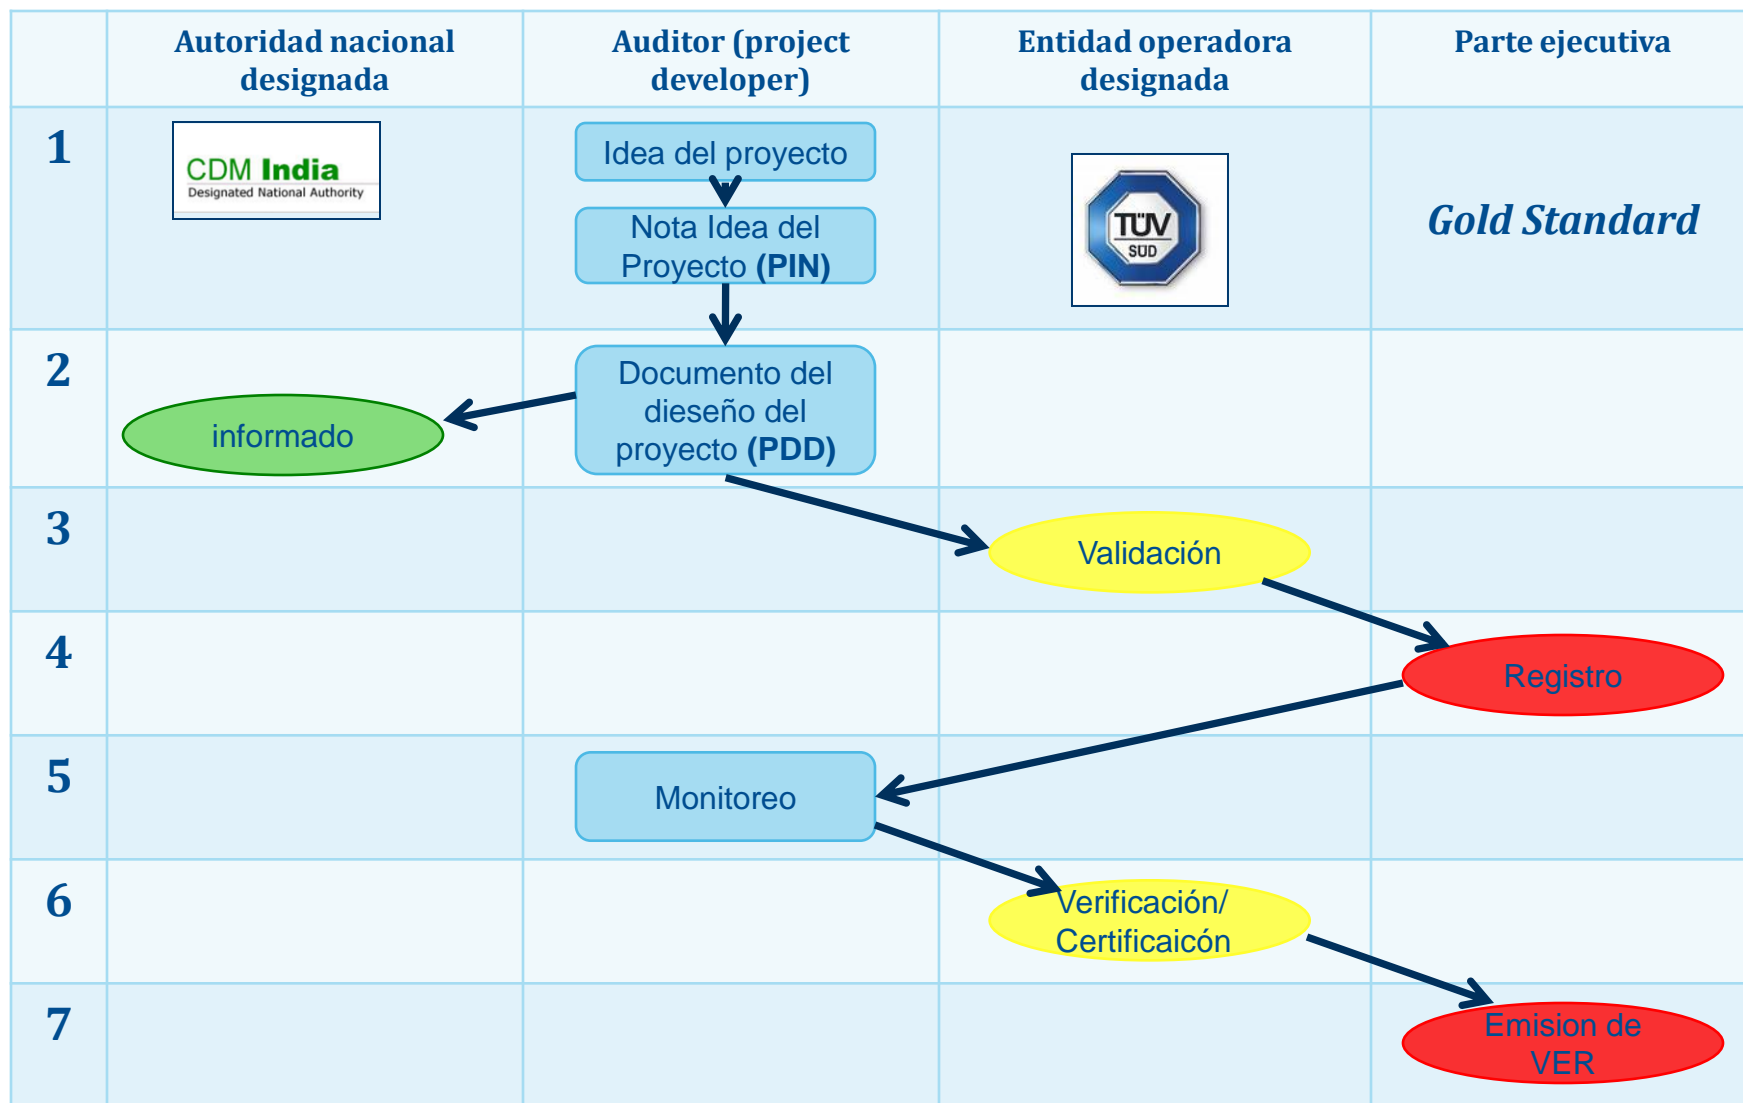 Autoridad nacional
designada
Auditor (project
developer)
Entidad operadora
designada
Parte ejecutiva
1
CDM India
Designated National Authority
Idea del proyecto
Nota Idea del
Proyecto (PIN)
TÜV
SÜD
Gold Standard
2
informado
Documento del
dieseño del
proyecto (PDD)
3
Validación
4
Registro
5
Monitoreo
6
Verificación/
Certificaicón
7
Emision de
VER